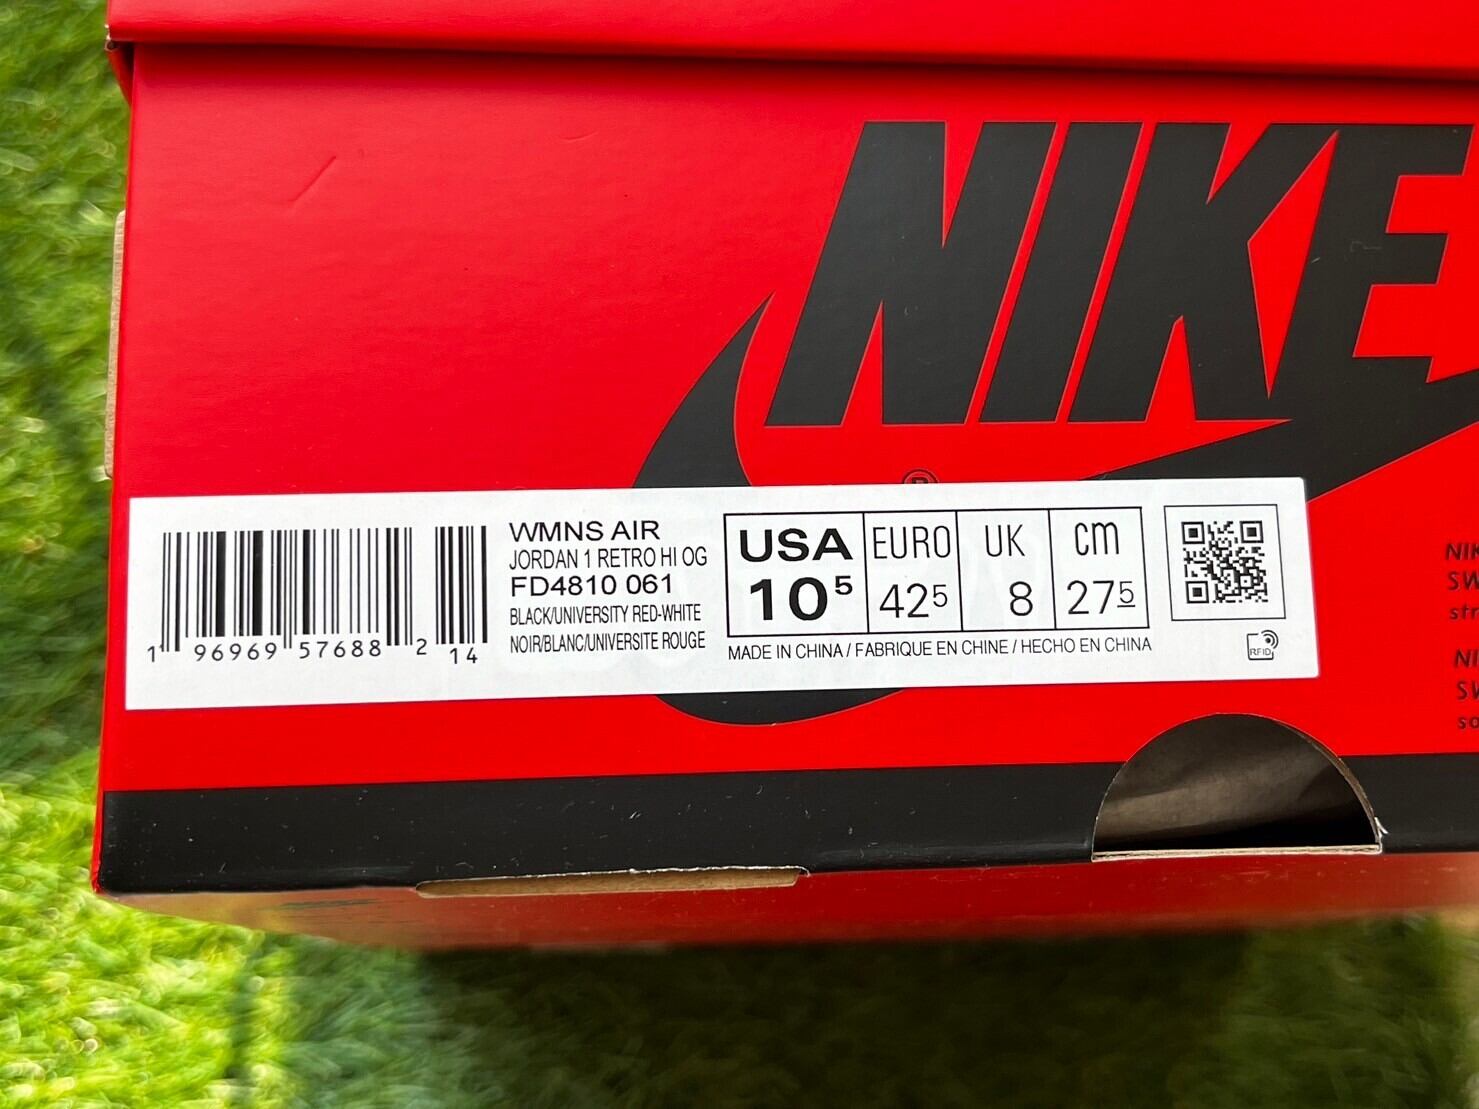 NIKE
®
WMNS AIR
JORDAN 1 RETRO HI OG
FD4810 061
BLACK/UNIVERSITY RED-WHITE
NOIR/BLANC/UNIVERSITE ROUGE
1 96969 57688 2 14
USA EURO UK cm
10⁵ 42⁵ 8 27⁵
MADE IN CHINA / FABRIQUE EN CHINE / HECHO EN CHINA
RFID